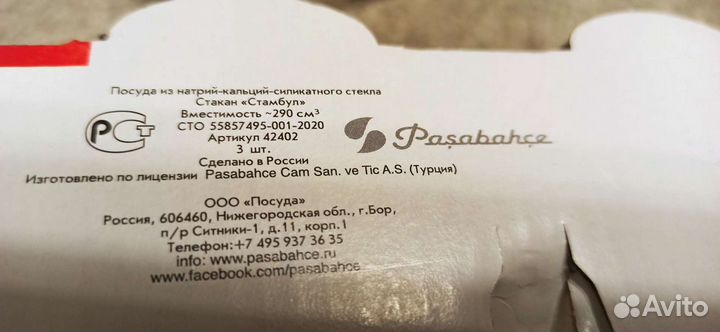 Посуда из натрий-кальций-силикатного стекла
Стакан «Стамбул»
Вместимость ~290 см³
СТО 55857495-001-2020
Артикул 42402
3 шт.
Сделано в России
Изготовлено по лицензии Pasabahce Cam San. ve Tic A.S. (Турция)
РСТ
Paşabahçe
ООО «Посуда»
Россия, 606460, Нижегородская обл., г.Бор,
п/р Ситники-1, д.11, корп.1
Телефон:+7 495 937 36 35
info: www.pasabahce.ru
www.facebook.com/pasabahce
Avito